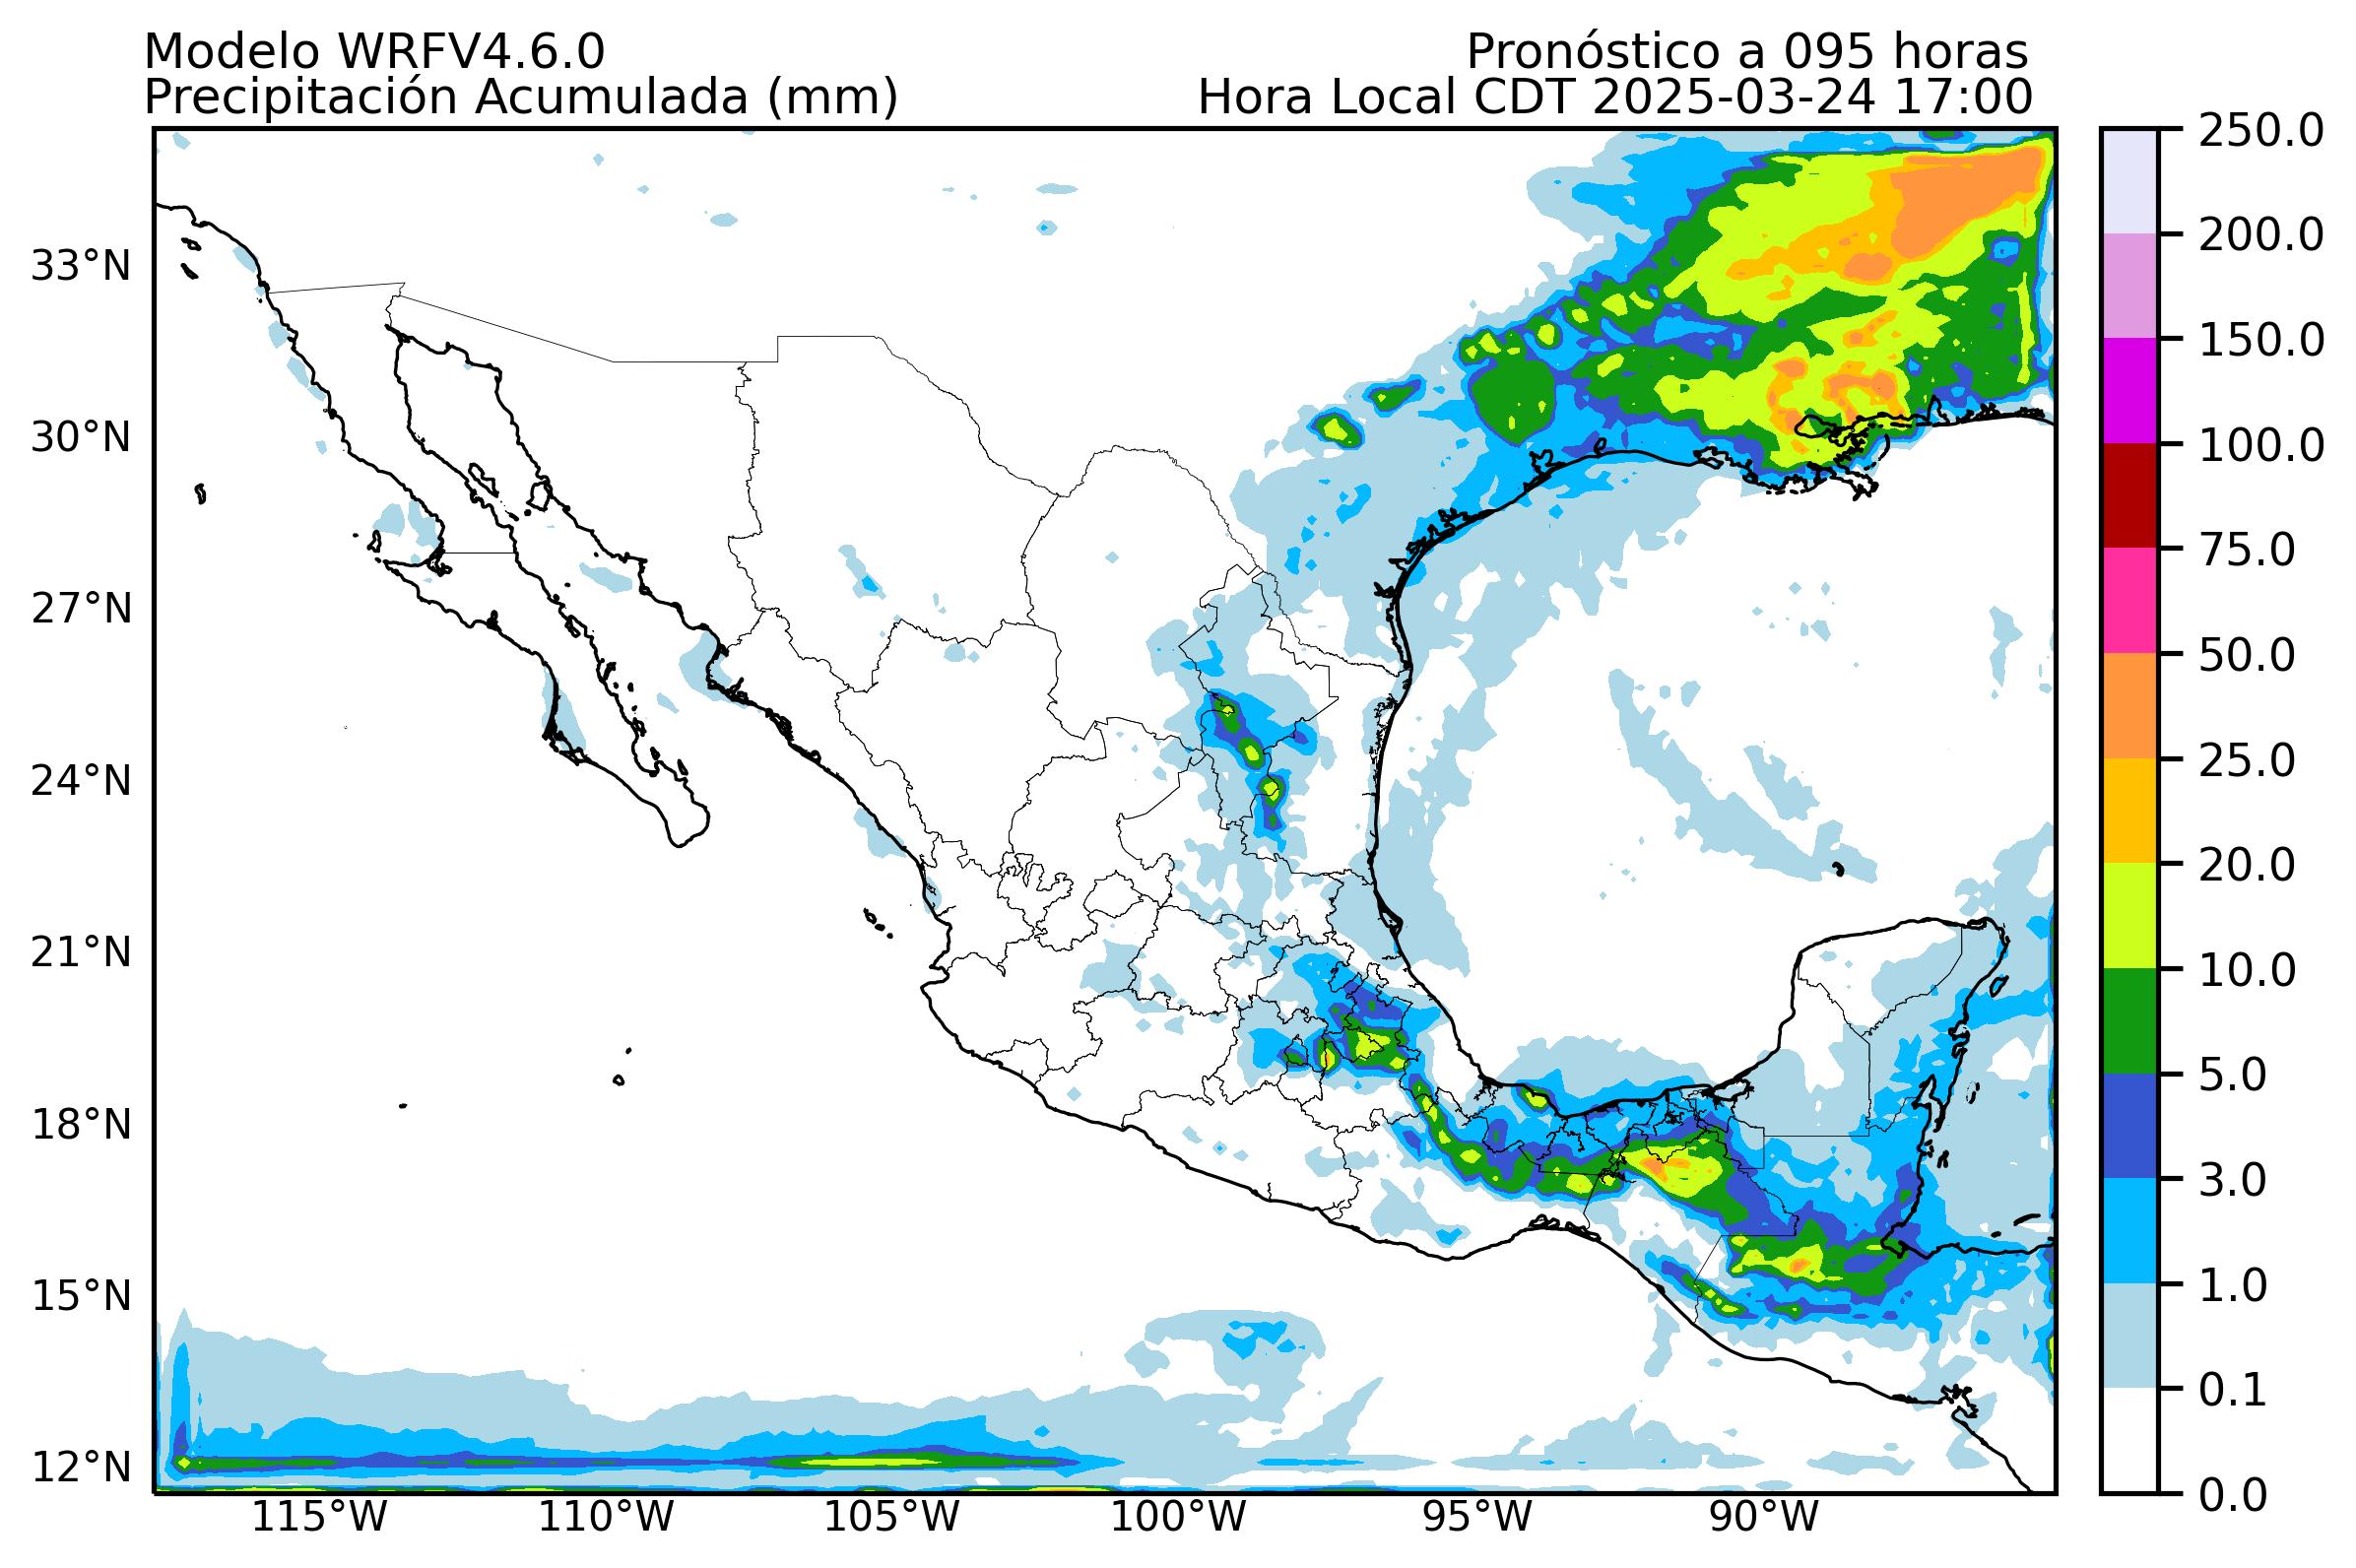 Modelo WRFV4.6.0
Pronóstico a 095 horas
Precipitación Acumulada (mm)
Hora Local CDT 2025-03-24 17:00
250.0
200.0
150.0
100.0
75.0
50.0
25.0
20.0
10.0
5.0
3.0
1.0
0.1
0.0
33°N
30°N
27°N
24°N
21°N
18°N
15°N
12°N
115°W
110°W
105°W
100°W
95°W
90°W